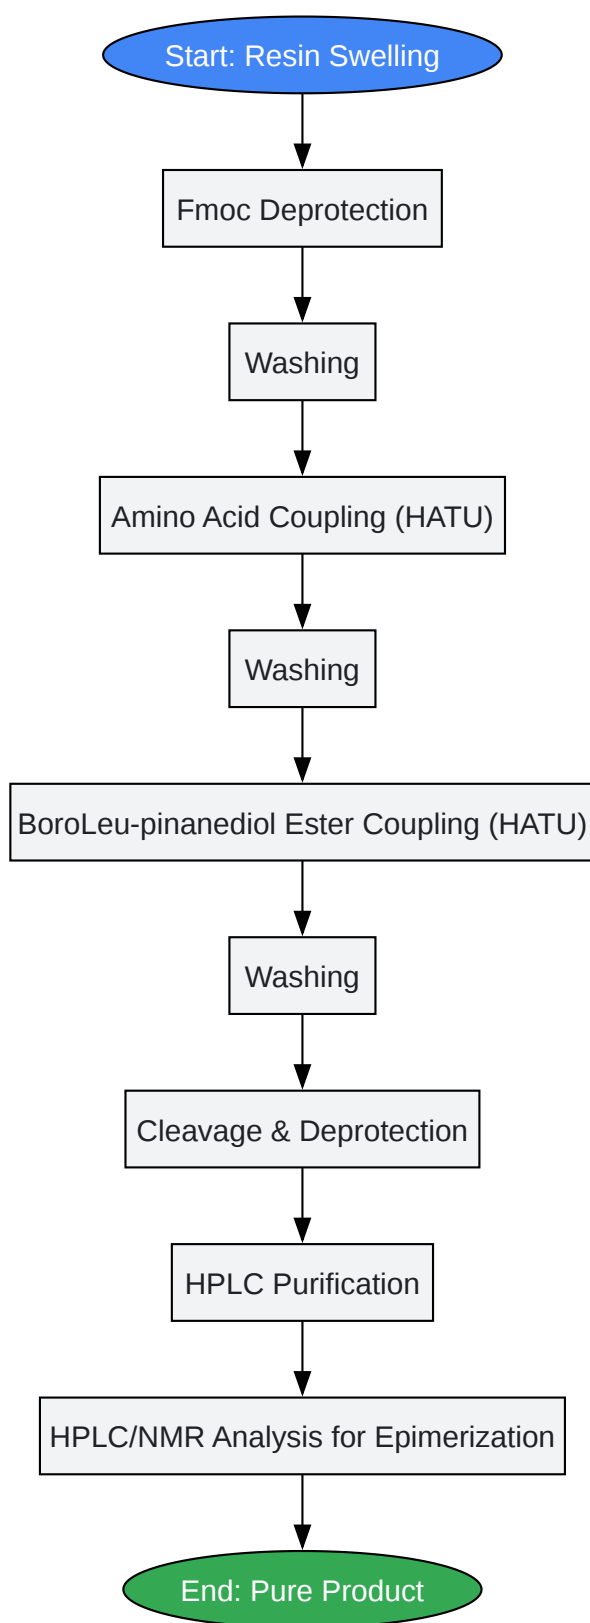 Start: Resin Swelling
Fmoc Deprotection
Washing
Amino Acid Coupling (HATU)
Washing
BoroLeu-pinanediol Ester Coupling (HATU)
Washing
Cleavage & Deprotection
HPLC Purification
HPLC/NMR Analysis for Epimerization
End: Pure Product